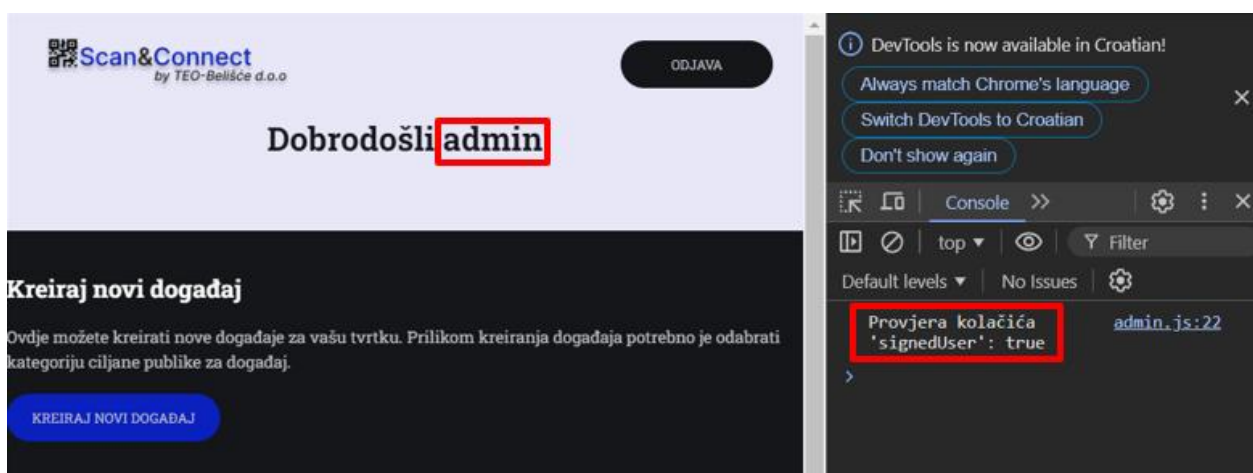 Scan&Connect
by TEO-Belišće d.o.o
ODJAVA
Dobrodošli admin
Kreiraj novi događaj
Ovdje možete kreirati nove događaje za vašu tvrtku. Prilikom kreiranja događaja potrebno je odabrati
kategoriju ciljane publike za događaj.
KREIRAJ NOVI DOGAĐAJ
DevTools is now available in Croatian!
Always match Chrome's language
Switch DevTools to Croatian
Don't show again
Console
top
Filter
Default levels
No Issues
Provjera kolačića admin.js:22
'signedUser': true